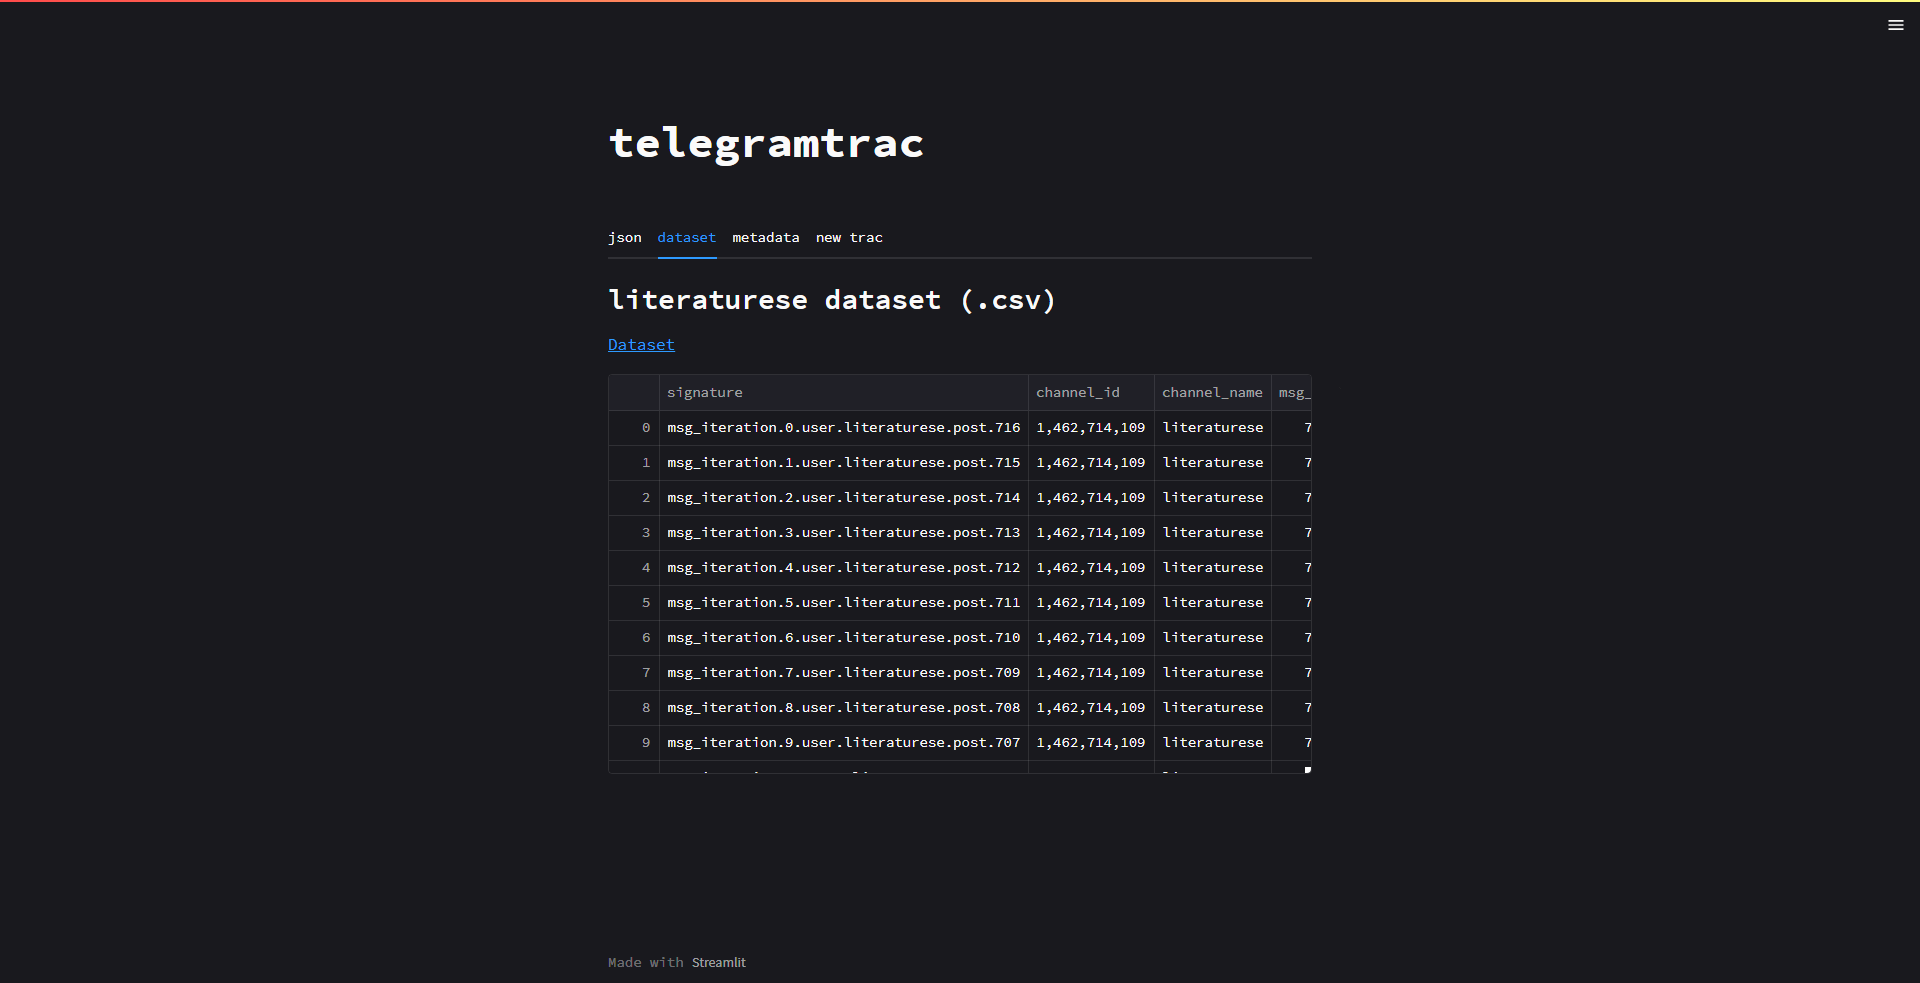 telegramtrac
json dataset metadata new trac
literaturese dataset (.csv)
Dataset
signature channel_id channel_name msg_
0 msg_iteration.0.user.literaturese.post.716 1,462,714,109 literaturese 7
1 msg_iteration.1.user.literaturese.post.715 1,462,714,109 literaturese 7
2 msg_iteration.2.user.literaturese.post.714 1,462,714,109 literaturese 7
3 msg_iteration.3.user.literaturese.post.713 1,462,714,109 literaturese 7
4 msg_iteration.4.user.literaturese.post.712 1,462,714,109 literaturese 7
5 msg_iteration.5.user.literaturese.post.711 1,462,714,109 literaturese 7
6 msg_iteration.6.user.literaturese.post.710 1,462,714,109 literaturese 7
7 msg_iteration.7.user.literaturese.post.709 1,462,714,109 literaturese 7
8 msg_iteration.8.user.literaturese.post.708 1,462,714,109 literaturese 7
9 msg_iteration.9.user.literaturese.post.707 1,462,714,109 literaturese 7
Made with Streamlit